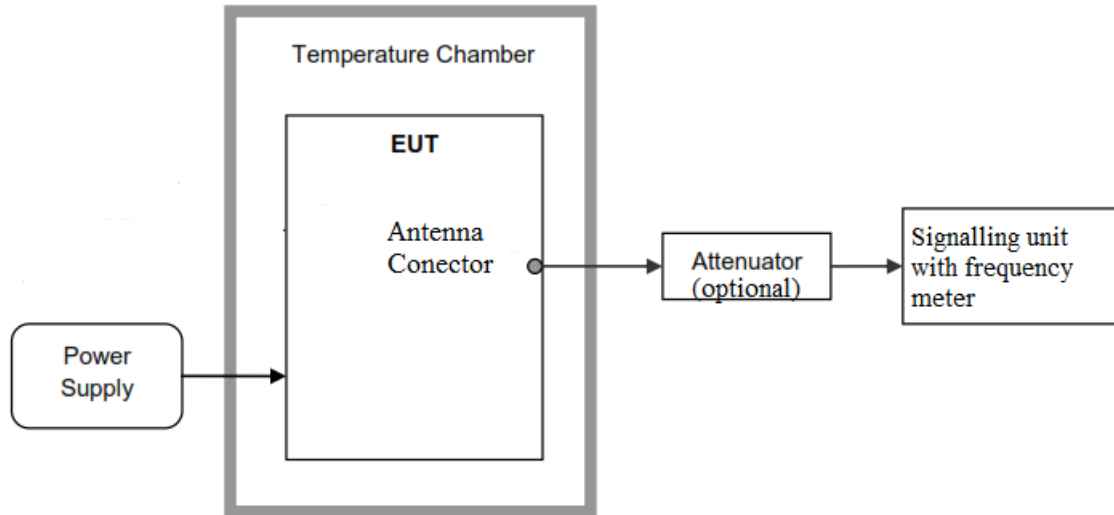 Temperature Chamber
EUT
Antenna
Conector
Attenuator
(optional)
Signalling unit
with frequency
meter
Power
Supply